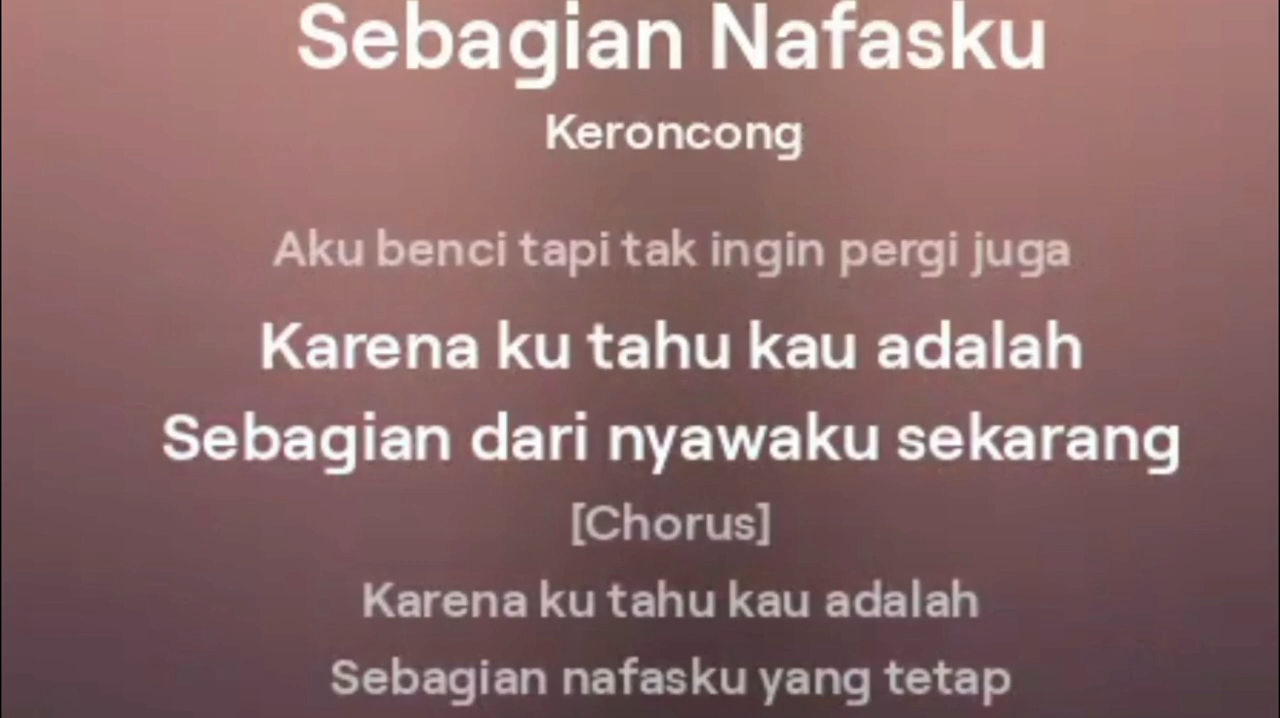 Sebagian Nafasku
Keroncong
Aku benci tapi tak ingin pergi juga
Karena ku tahu kau adalah
Sebagian dari nyawaku sekarang
[Chorus]
Karena ku tahu kau adalah
Sebagian nafasku yang tetap